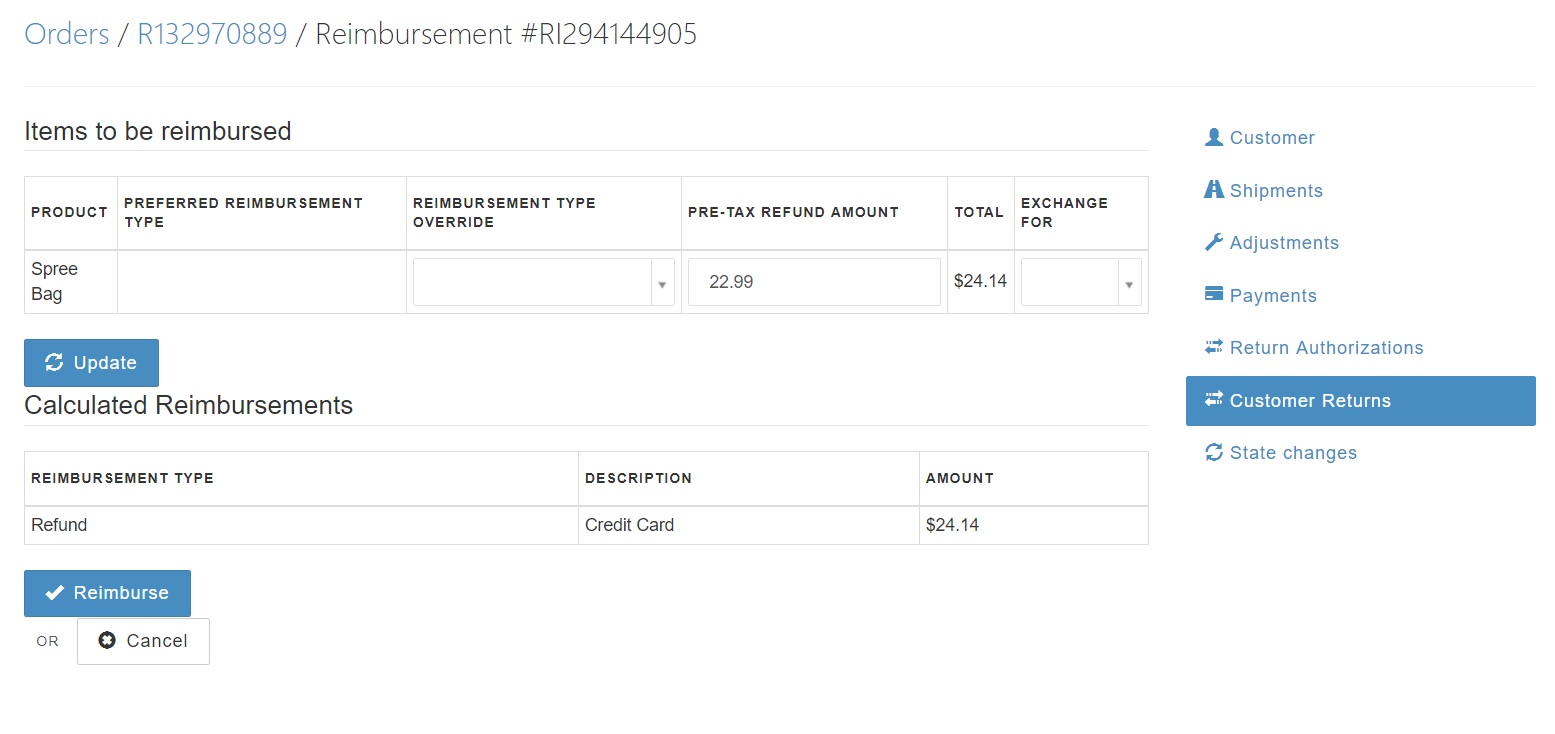 Orders / R132970889 / Reimbursement #RI294144905
Items to be reimbursed
PRODUCT
PREFERRED REIMBURSEMENT
TYPE
REIMBURSEMENT TYPE
OVERRIDE
PRE-TAX REFUND AMOUNT
TOTAL
EXCHANGE
FOR
Spree
Bag
22.99
$24.14
Update
Calculated Reimbursements
REIMBURSEMENT TYPE
DESCRIPTION
AMOUNT
Refund
Credit Card
$24.14
Reimburse
OR
Cancel
Customer
Shipments
Adjustments
Payments
Return Authorizations
Customer Returns
State changes